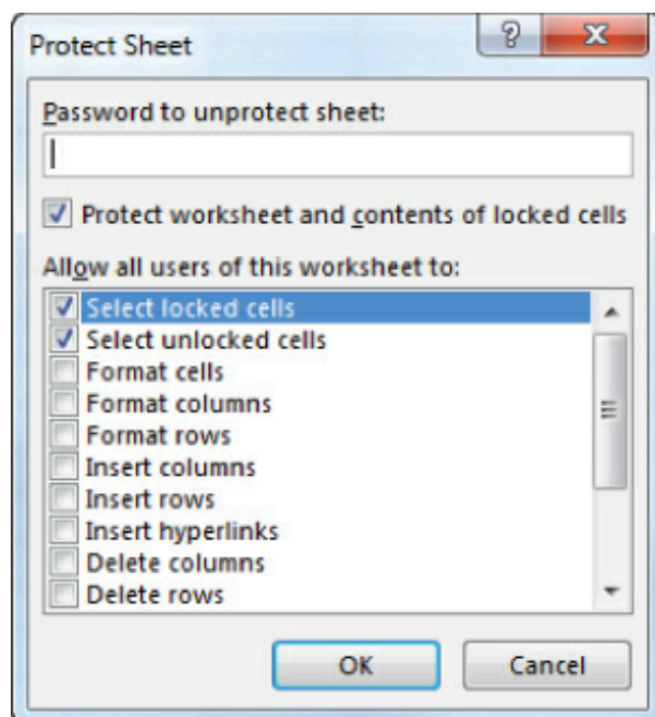 Protect Sheet
?
Password to unprotect sheet:
Protect worksheet and contents of locked cells
Allow all users of this worksheet to:
Select locked cells
Select unlocked cells
Format cells
Format columns
Format rows
Insert columns
Insert rows
Insert hyperlinks
Delete columns
Delete rows
OK Cancel